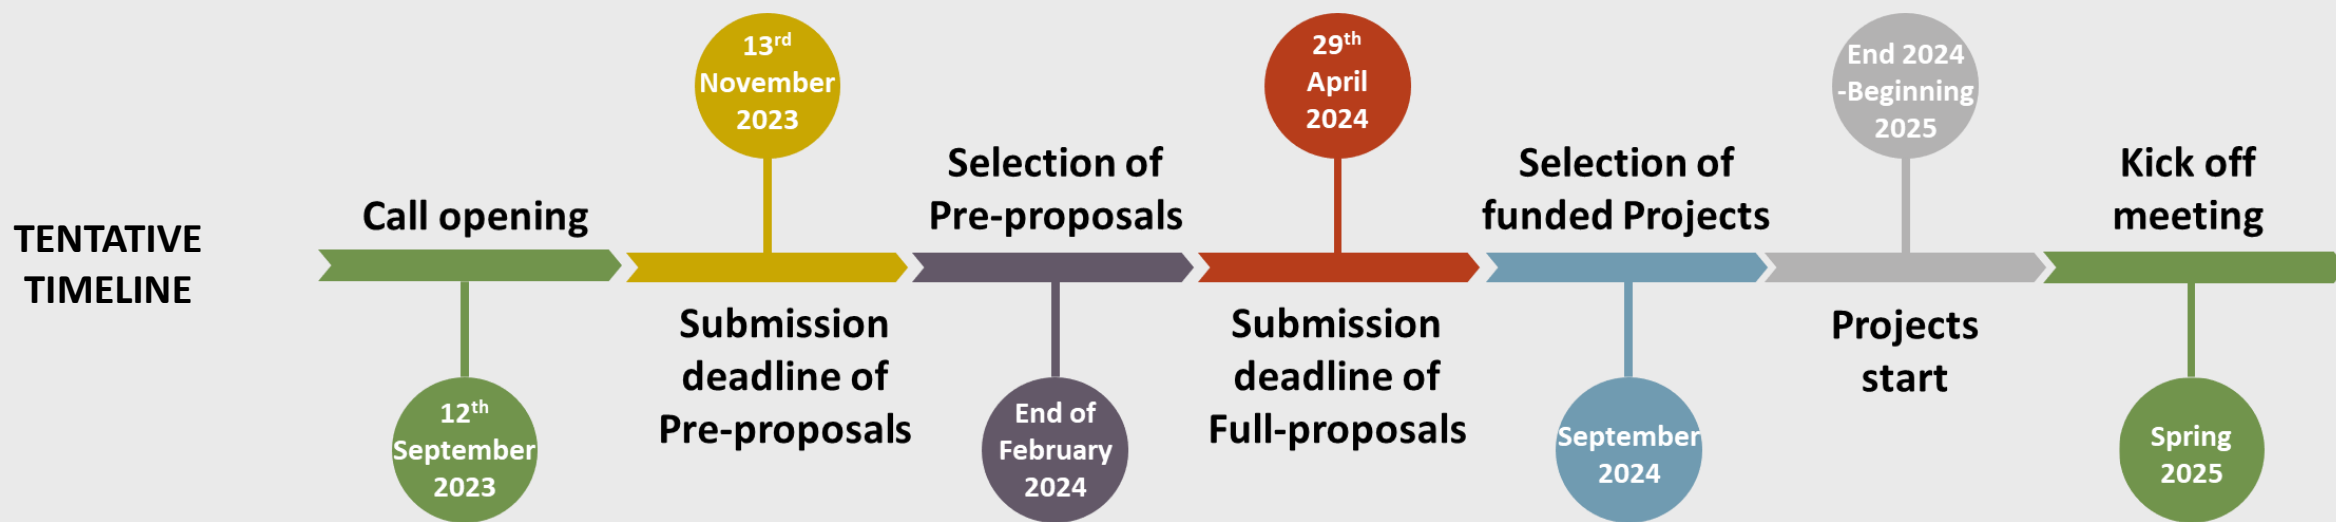 TENTATIVE
TIMELINE
Call opening
12th
September
2023
13rd
November
2023
Submission
deadline of
Pre-proposals
Selection of
Pre-proposals
End of
February
2024
29th
April
2024
Submission
deadline of
Full-proposals
Selection of
funded Projects
September
2024
End 2024
-Beginning
2025
Projects
start
Kick off
meeting
Spring
2025